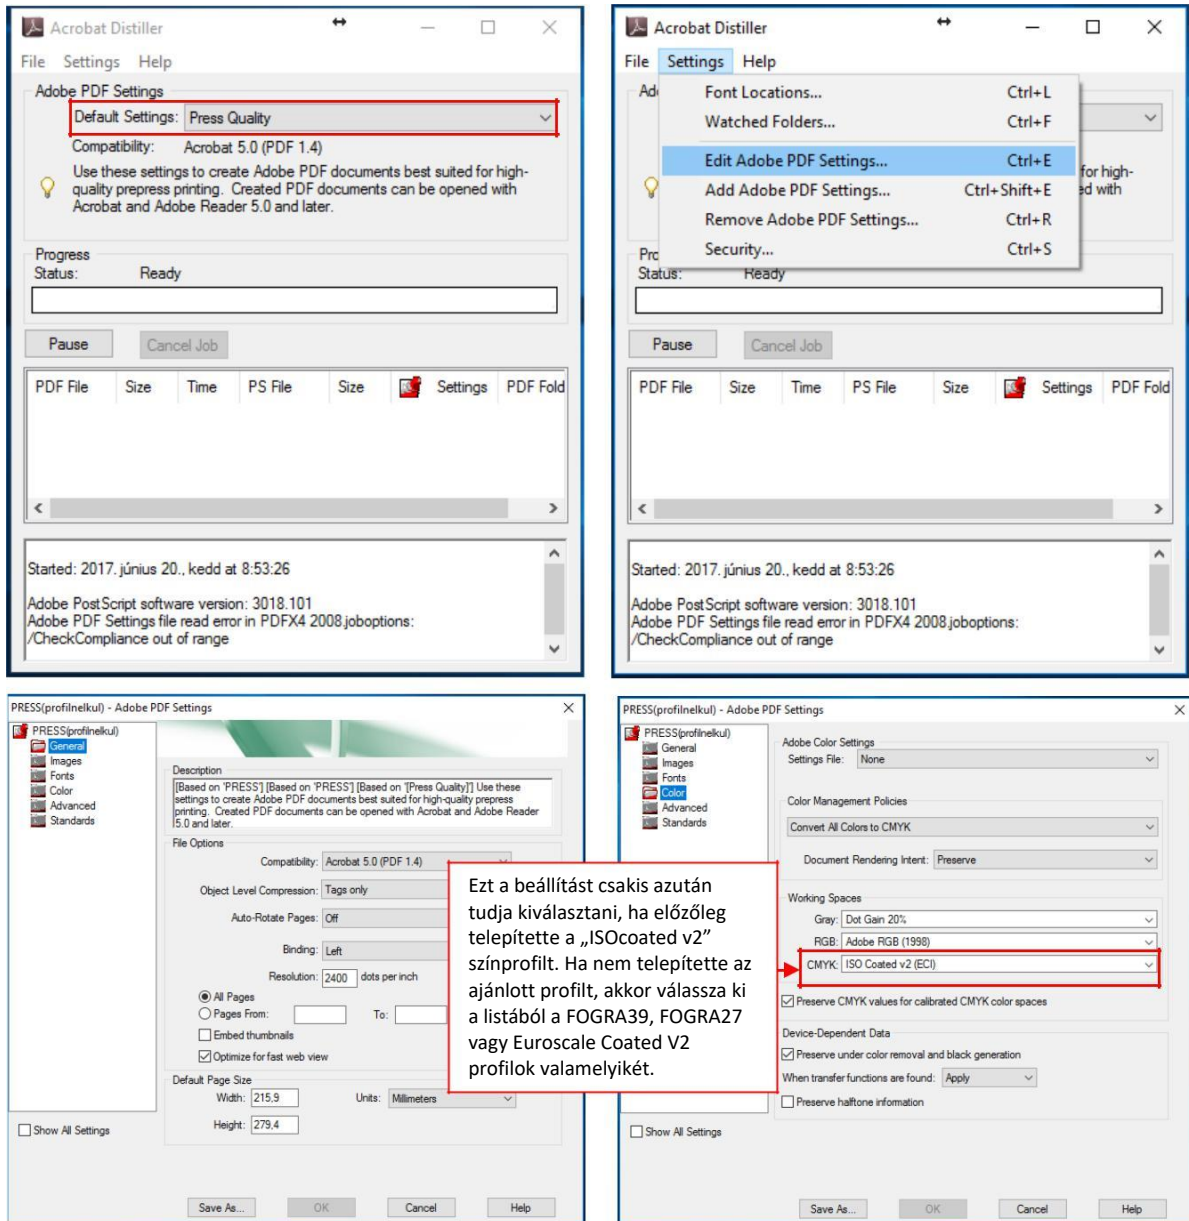 Acrobat Distiller
File Settings Help
Adobe PDF Settings
Default Settings: Press Quality
Compatibility: Acrobat 5.0 (PDF 1.4)
Use these settings to create Adobe PDF documents best suited for high-
quality prepress printing. Created PDF documents can be opened with
Acrobat and Adobe Reader 5.0 and later.
Progress
Status: Ready
Pause Cancel Job
PDF File Size Time PS File Size Settings PDF Fold
Started: 2017. június 20., kedd at 8:53:26
Adobe PostScript software version: 3018.101
Adobe PDF Settings file read error in PDFX4 2008.joboptions:
/CheckCompliance out of range
Acrobat Distiller
File Settings Help
Font Locations... Ctrl+L
Watched Folders... Ctrl+F
Edit Adobe PDF Settings... Ctrl+E
for high-
Add Adobe PDF Settings... Ctrl+Shift+E
ed with
Remove Adobe PDF Settings... Ctrl+R
Security... Ctrl+S
Status: Ready
Pause Cancel Job
PDF File Size Time PS File Size Settings PDF Fold
Started: 2017. június 20., kedd at 8:53:26
Adobe PostScript software version: 3018.101
Adobe PDF Settings file read error in PDFX4 2008.joboptions:
/CheckCompliance out of range
PRESS(profilnelkul) - Adobe PDF Settings
PRESS(profilnelkul)
General
Images
Fonts
Color
Advanced
Standards
Show All Settings
Description
[Based on 'PRESS'] [Based on 'PRESS'] [Based on '[Press Quality]'] Use these
settings to create Adobe PDF documents best suited for high-quality prepress
printing. Created PDF documents can be opened with Acrobat and Adobe Reader
5.0 and later.
File Options
Compatibility: Acrobat 5.0 (PDF 1.4)
Object Level Compression: Tags only
Auto-Rotate Pages: Off
Binding: Left
Resolution: 2400 dots per inch
All Pages
Pages From: To:
Embed thumbnails
Optimize for fast web view
Default Page Size
Width: 215,9 Units: Millimeters
Height: 279,4
Save As... OK Cancel Help
Ezt a beállítást csakis azután
tudja kiválasztani, ha előzőleg
telepítette a „ISOcoated v2”
színprofilt. Ha nem telepítette az
ajánlott profilt, akkor válassza ki
a listából a FOGRA39, FOGRA27
vagy Euroscale Coated V2
profilok valamelyikét.
PRESS(profilnelkul) - Adobe PDF Settings
PRESS(profilnelkul)
General
Images
Fonts
Color
Advanced
Standards
Show All Settings
Adobe Color Settings
Settings File: None
Color Management Policies
Convert All Colors to CMYK
Document Rendering Intent: Preserve
Working Spaces
Gray: Dot Gain 20%
RGB: Adobe RGB (1998)
CMYK: ISO Coated v2 (ECI)
Preserve CMYK values for calibrated CMYK color spaces
Device-Dependent Data
Preserve under color removal and black generation
When transfer functions are found: Apply
Preserve halftone information
Save As... OK Cancel Help